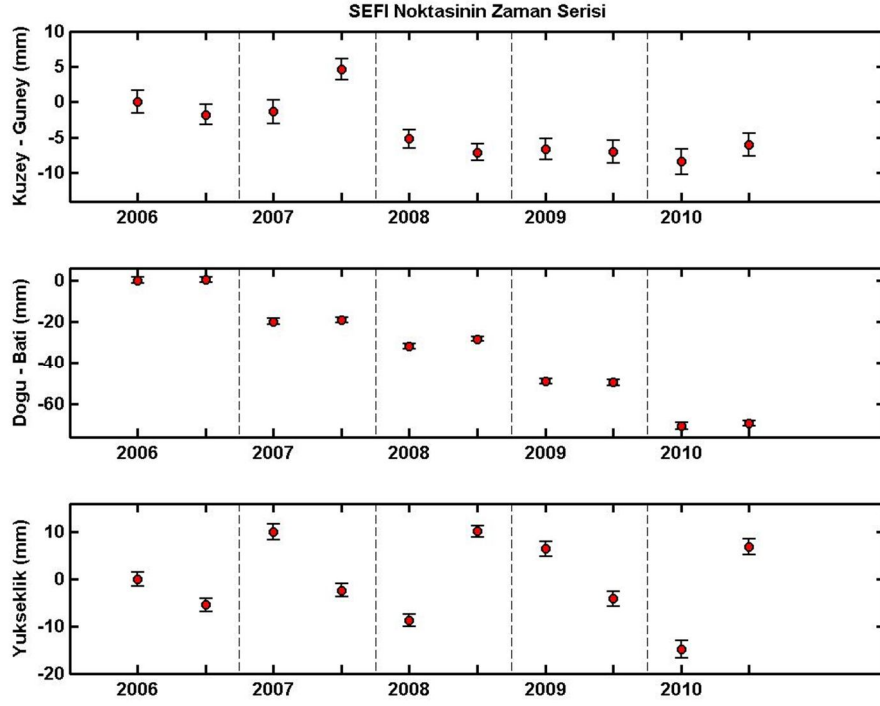 SEFI Noktasinin Zaman Serisi
Kuzey - Guney (mm)
10
5
0
-5
-10
2006 2007 2008 2009 2010
Dogu - Bati (mm)
0
-20
-40
-60
2006 2007 2008 2009 2010
Yukseklik (mm)
10
0
-10
-20
2006 2007 2008 2009 2010